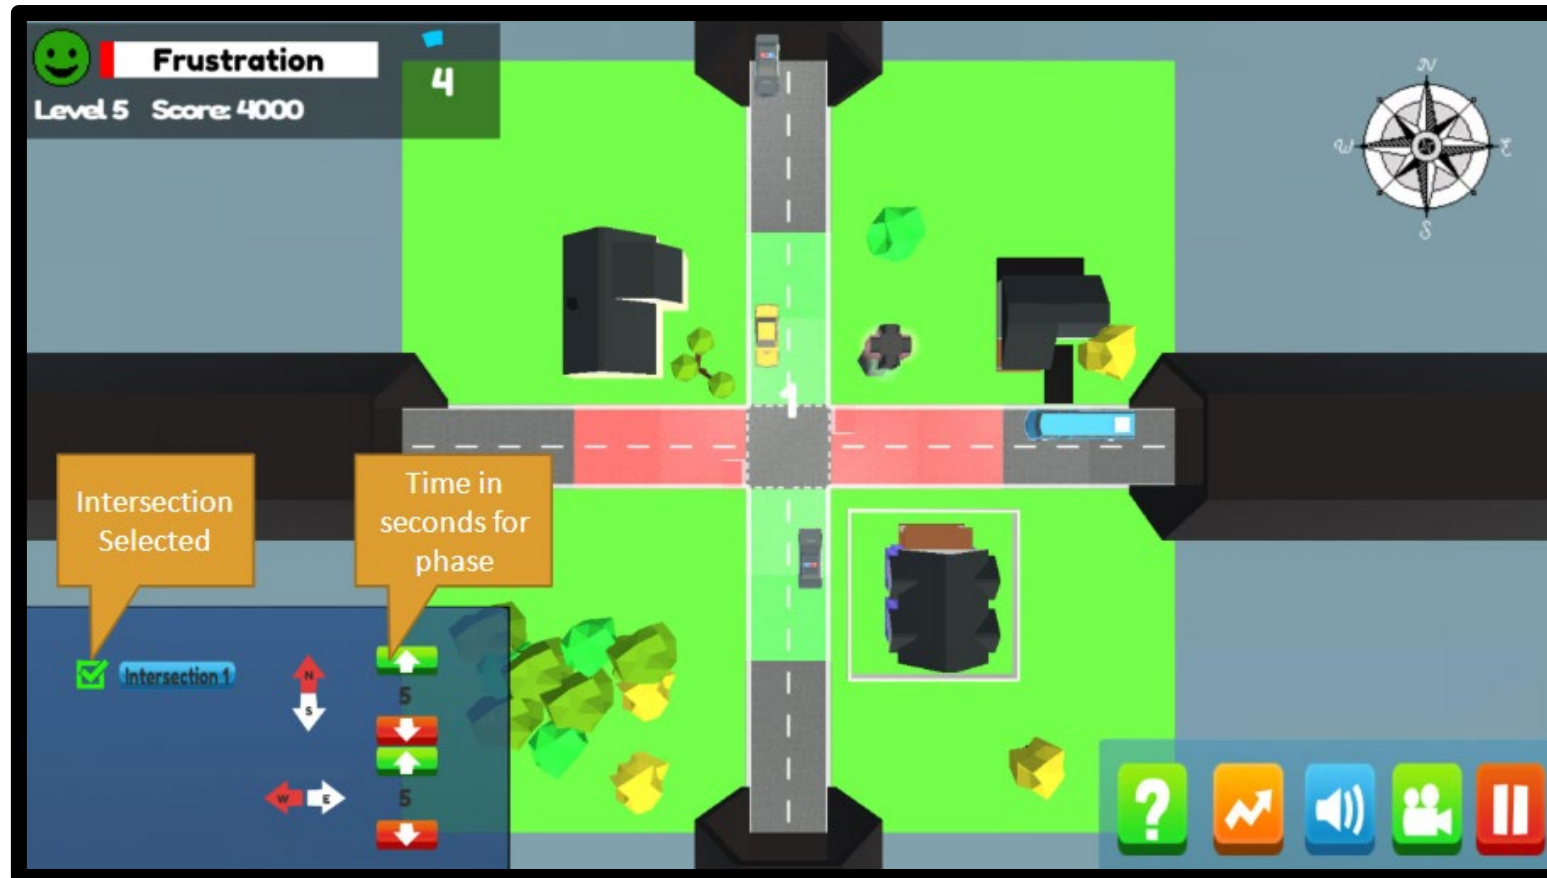 Frustration
4
Level 5 Score: 4000
N
W
E
S
1
Intersection
Selected
Time in
seconds for
phase
Intersection 1
N
S
5
W
E
5
?